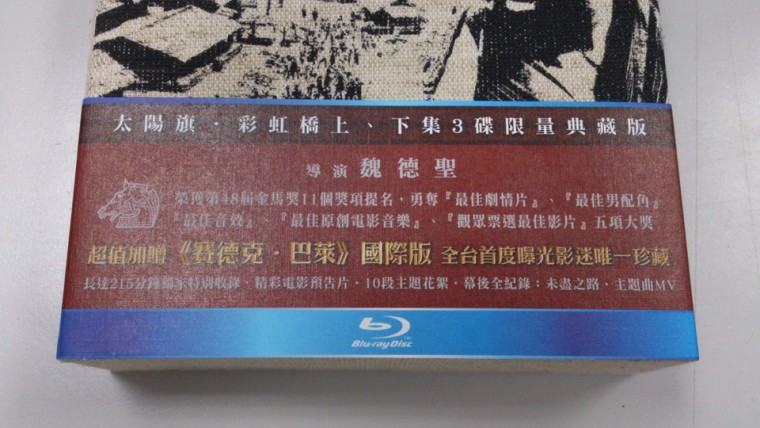 太陽旗·彩虹橋上、下集3碟限量典藏版
導演 魏德聖
榮獲第48屆金馬獎11個獎項提名,勇奪『最佳劇情片』、『最佳男配角』
『最佳音效』、『最佳原創電影音樂』、『觀眾票選最佳影片』五項大獎
超值加贈《賽德克·巴萊》國際版 全台首度曝光影迷唯一珍藏
長達215分鐘獨家特別收錄·精彩電影預告片·10段主題花絮·幕後全紀錄:未盡之路·主題曲MV
Blu-ray Disc